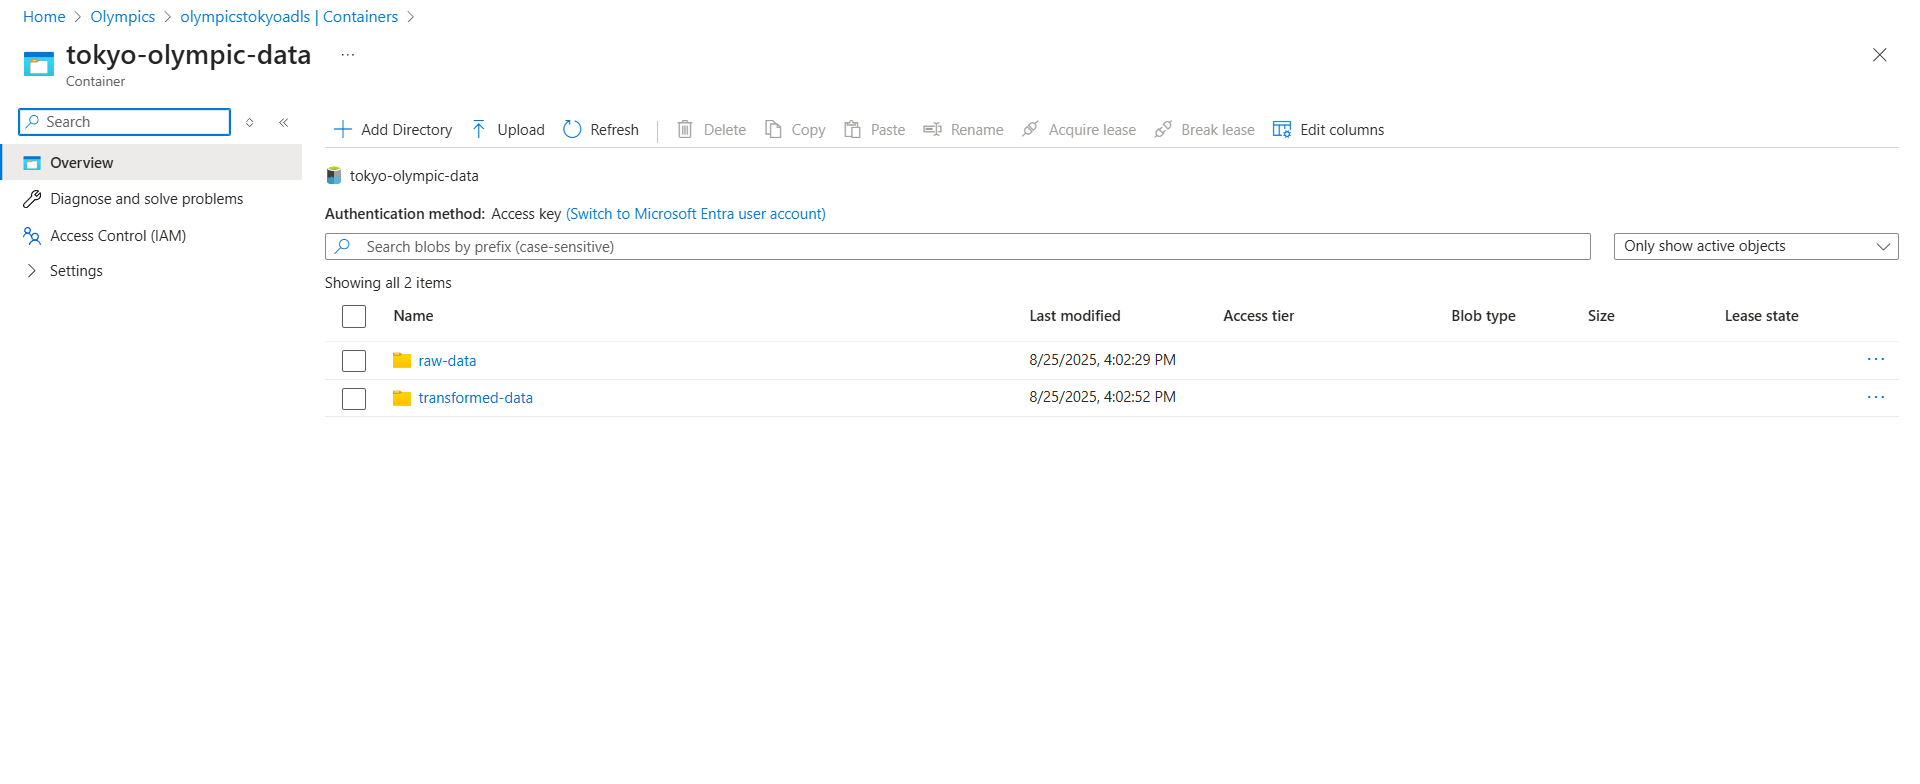 Home > Olympics > olympicstokyoadls | Containers >
tokyo-olympic-data ...
Container
Search
Overview
Diagnose and solve problems
Access Control (IAM)
Settings
Add Directory Upload Refresh Delete Copy Paste Rename Acquire lease Break lease Edit columns
tokyo-olympic-data
Authentication method: Access key (Switch to Microsoft Entra user account)
Search blobs by prefix (case-sensitive) Only show active objects
Showing all 2 items
Name Last modified Access tier Blob type Size Lease state
raw-data 8/25/2025, 4:02:29 PM ...
transformed-data 8/25/2025, 4:02:52 PM ...